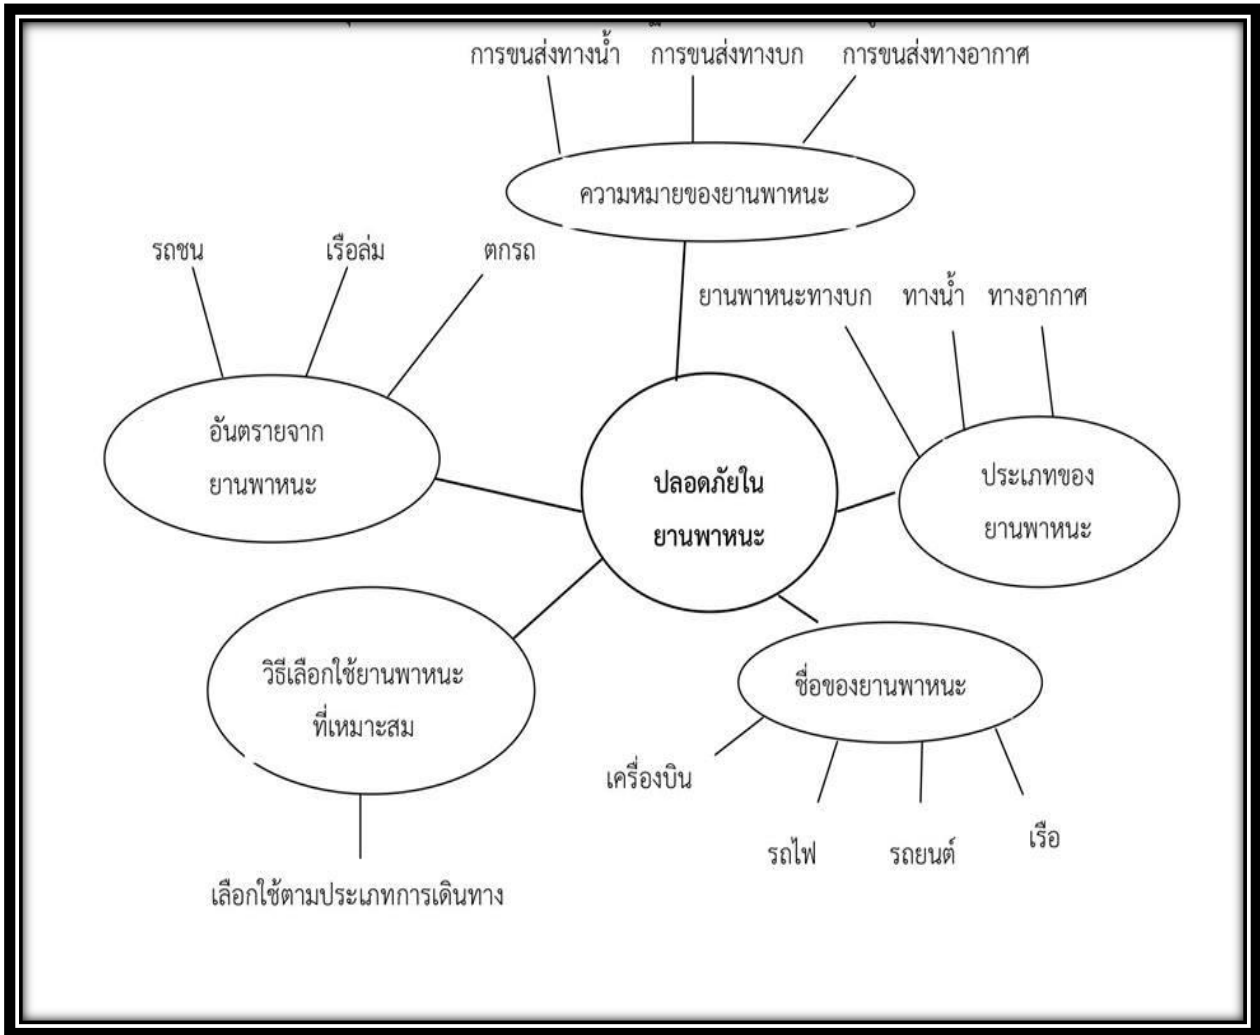 การขนส่งทางน้ำ การขนส่งทางบก การขนส่งทางอากาศ
ความหมายของยานพาหนะ
รถชน เรือล่ม ตกรถ
ยานพาหนะทางบก ทางน้ำ ทางอากาศ
อันตรายจาก
ยานพาหนะ
ปลอดภัยใน
ยานพาหนะ
ประเภทของ
ยานพาหนะ
วิธีเลือกใช้ยานพาหนะ
ที่เหมาะสม
ชื่อของยานพาหนะ
เครื่องบิน
รถไฟ รถยนต์ เรือ
เลือกใช้ตามประเภทการเดินทาง